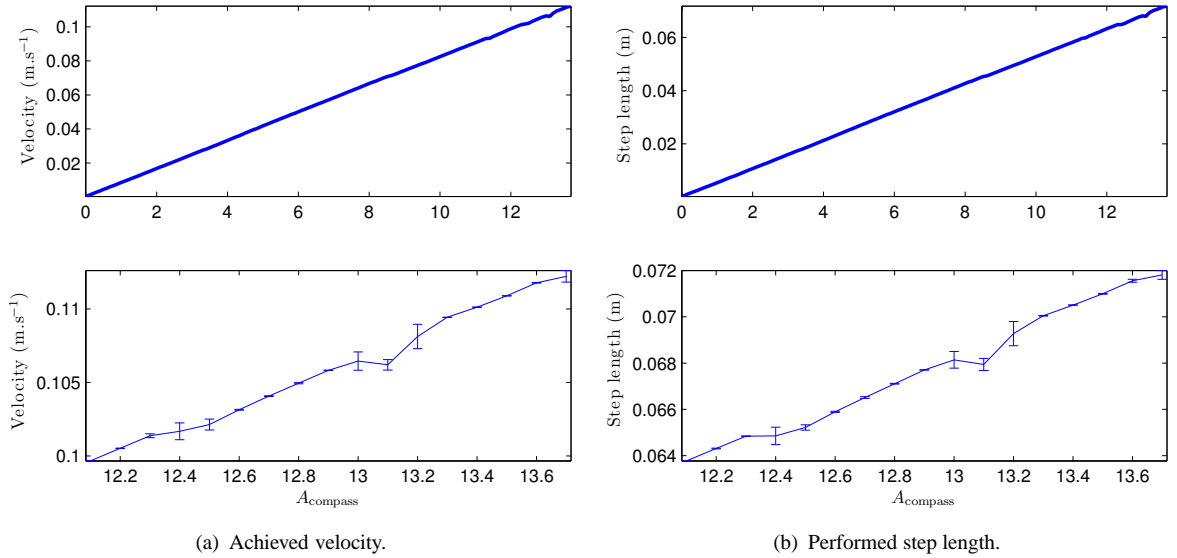 0.1
0.08
0.06
0.04
0.02
Velocity (m.s⁻¹)
0 2 4 6 8 10 12
0.06
0.04
0.02
Step length (m)
0 2 4 6 8 10 12
0.11
0.105
0.1
Velocity (m.s⁻¹)
12.2 12.4 12.6 12.8 13 13.2 13.4 13.6
A_compass
0.072
0.07
0.068
0.066
0.064
Step length (m)
12.2 12.4 12.6 12.8 13 13.2 13.4 13.6
A_compass
(a) Achieved velocity.
(b) Performed step length.